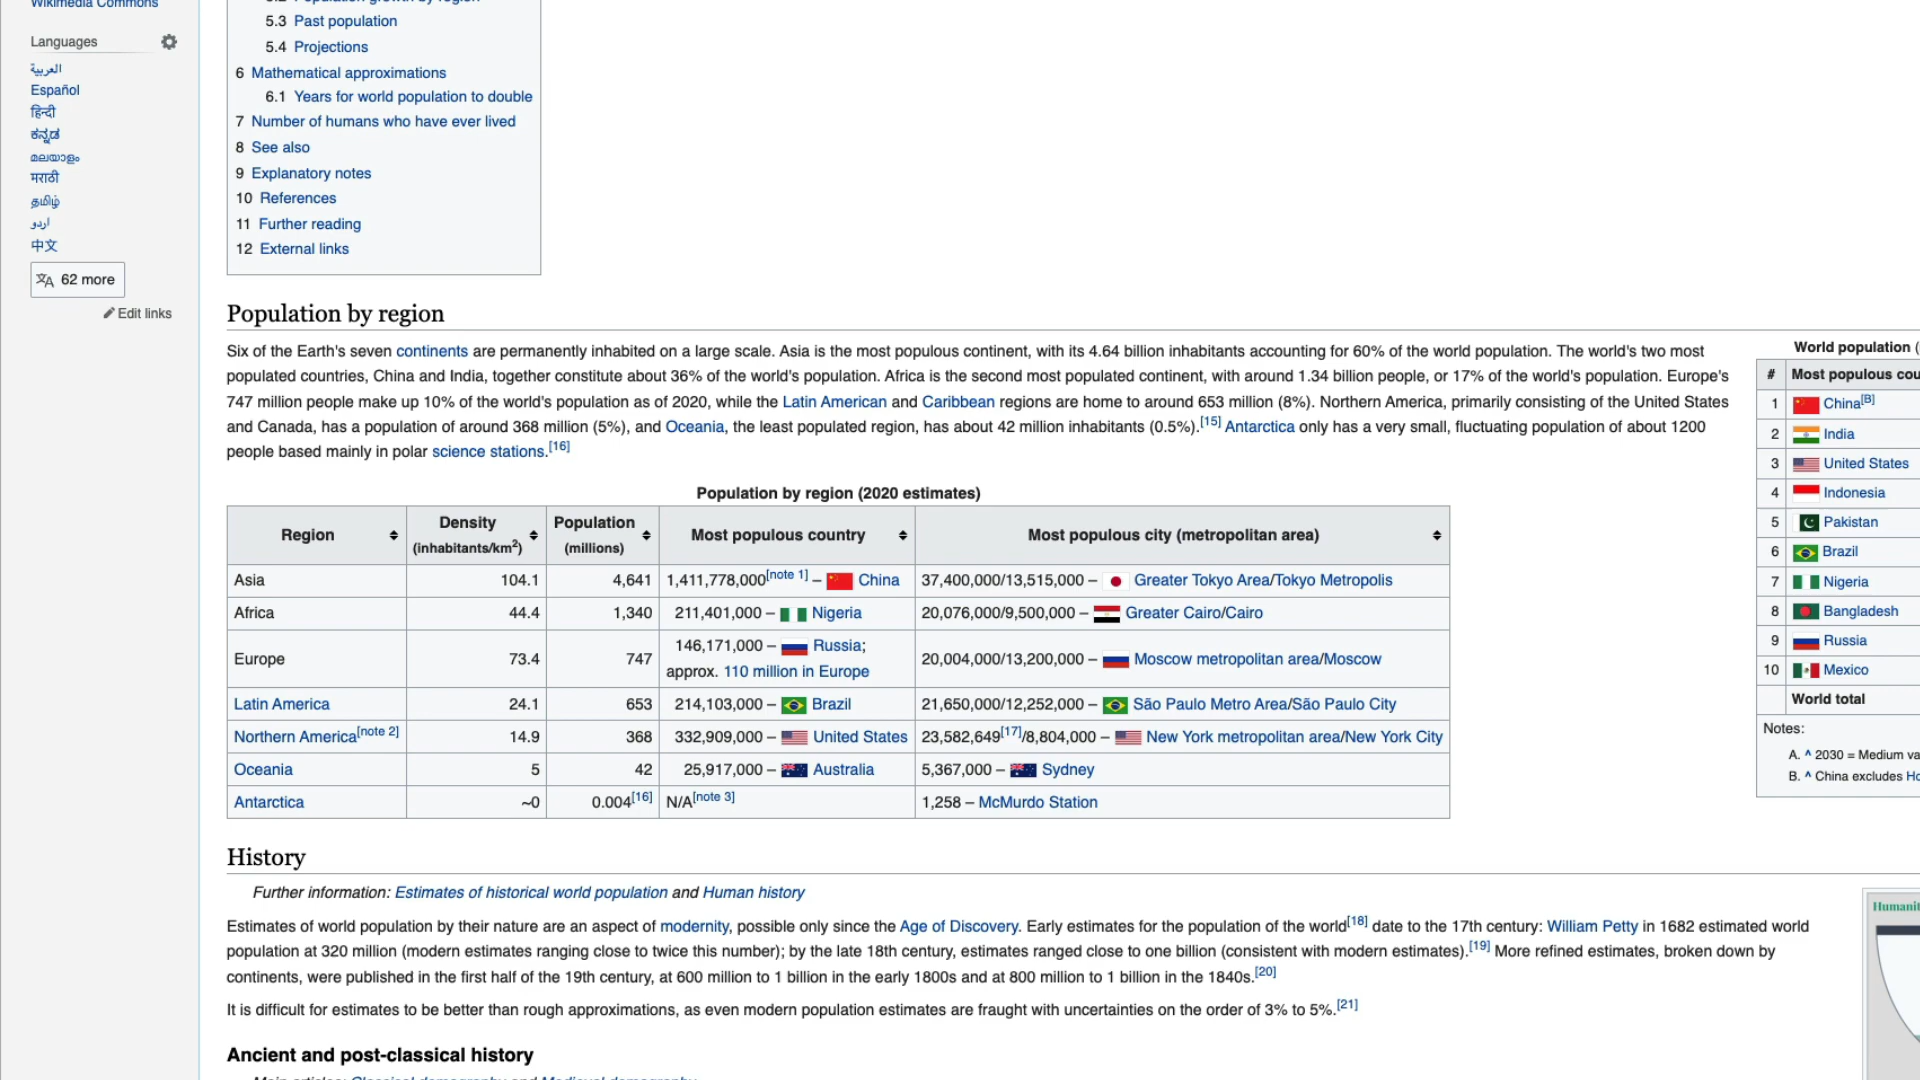 Wikimedia Commons
Languages
العربية
Español
हिन्दी
ಕನ್ನಡ
മലയാളം
मराठी
தமிழ்
اردو
中文
62 more
Edit links
5.2 Population growth by region
5.3 Past population
5.4 Projections
6 Mathematical approximations
6.1 Years for world population to double
7 Number of humans who have ever lived
8 See also
9 Explanatory notes
10 References
11 Further reading
12 External links
Population by region
Six of the Earth's seven continents are permanently inhabited on a large scale. Asia is the most populous continent, with its 4.64 billion inhabitants accounting for 60% of the world population. The world's two most
populated countries, China and India, together constitute about 36% of the world's population. Africa is the second most populated continent, with around 1.34 billion people, or 17% of the world's population. Europe's
747 million people make up 10% of the world's population as of 2020, while the Latin American and Caribbean regions are home to around 653 million (8%). Northern America, primarily consisting of the United States
and Canada, has a population of around 368 million (5%), and Oceania, the least populated region, has about 42 million inhabitants (0.5%).[15] Antarctica only has a very small, fluctuating population of about 1200
people based mainly in polar science stations.[16]
Population by region (2020 estimates)
Region Density (inhabitants/km2) Population (millions) Most populous country Most populous city (metropolitan area)
Asia 104.1 4,641 1,411,778,000[note 1] – China 37,400,000/13,515,000 – Greater Tokyo Area/Tokyo Metropolis
Africa 44.4 1,340 211,401,000 – Nigeria 20,076,000/9,500,000 – Greater Cairo/Cairo
Europe 73.4 747 146,171,000 – Russia; approx. 110 million in Europe 20,004,000/13,200,000 – Moscow metropolitan area/Moscow
Latin America 24.1 653 214,103,000 – Brazil 21,650,000/12,252,000 – São Paulo Metro Area/São Paulo City
Northern America[note 2] 14.9 368 332,909,000 – United States 23,582,649[17]/8,804,000 – New York metropolitan area/New York City
Oceania 5 42 25,917,000 – Australia 5,367,000 – Sydney
Antarctica ~0 0.004[16] N/A[note 3] 1,258 – McMurdo Station
World population (
# Most populous cou
1 China[B]
2 India
3 United States
4 Indonesia
5 Pakistan
6 Brazil
7 Nigeria
8 Bangladesh
9 Russia
10 Mexico
World total
Notes:
A. ^ 2030 = Medium va
B. ^ China excludes Ho
History
Further information: Estimates of historical world population and Human history
Estimates of world population by their nature are an aspect of modernity, possible only since the Age of Discovery. Early estimates for the population of the world[18] date to the 17th century: William Petty in 1682 estimated world
population at 320 million (modern estimates ranging close to twice this number); by the late 18th century, estimates ranged close to one billion (consistent with modern estimates).[19] More refined estimates, broken down by
continents, were published in the first half of the 19th century, at 600 million to 1 billion in the early 1800s and at 800 million to 1 billion in the 1840s.[20]
It is difficult for estimates to be better than rough approximations, as even modern population estimates are fraught with uncertainties on the order of 3% to 5%.[21]
Humanit
Ancient and post-classical history
Main articles: Classical demography and Medieval demography